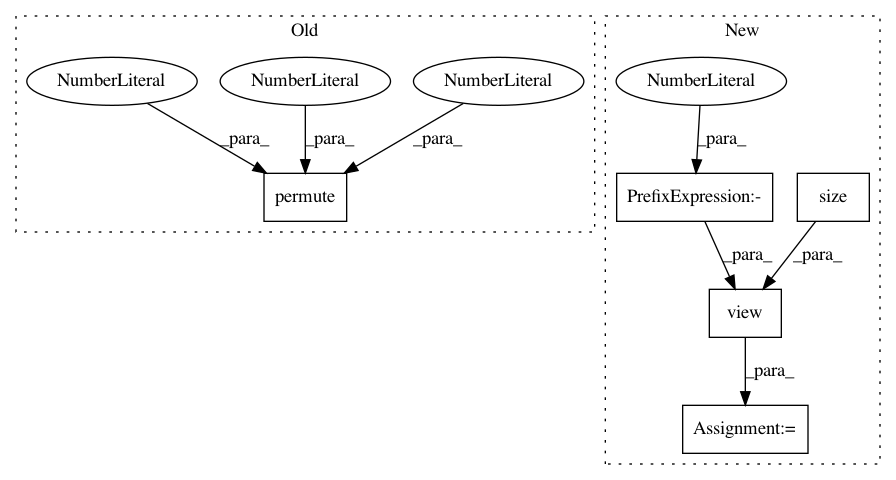 Old
New
NumberLiteral
NumberLiteral
NumberLiteral
NumberLiteral
_para_
_para_
_para_
_para_
permute
PrefixExpression:-
size
_para_
_para_
view
_para_
Assignment:=